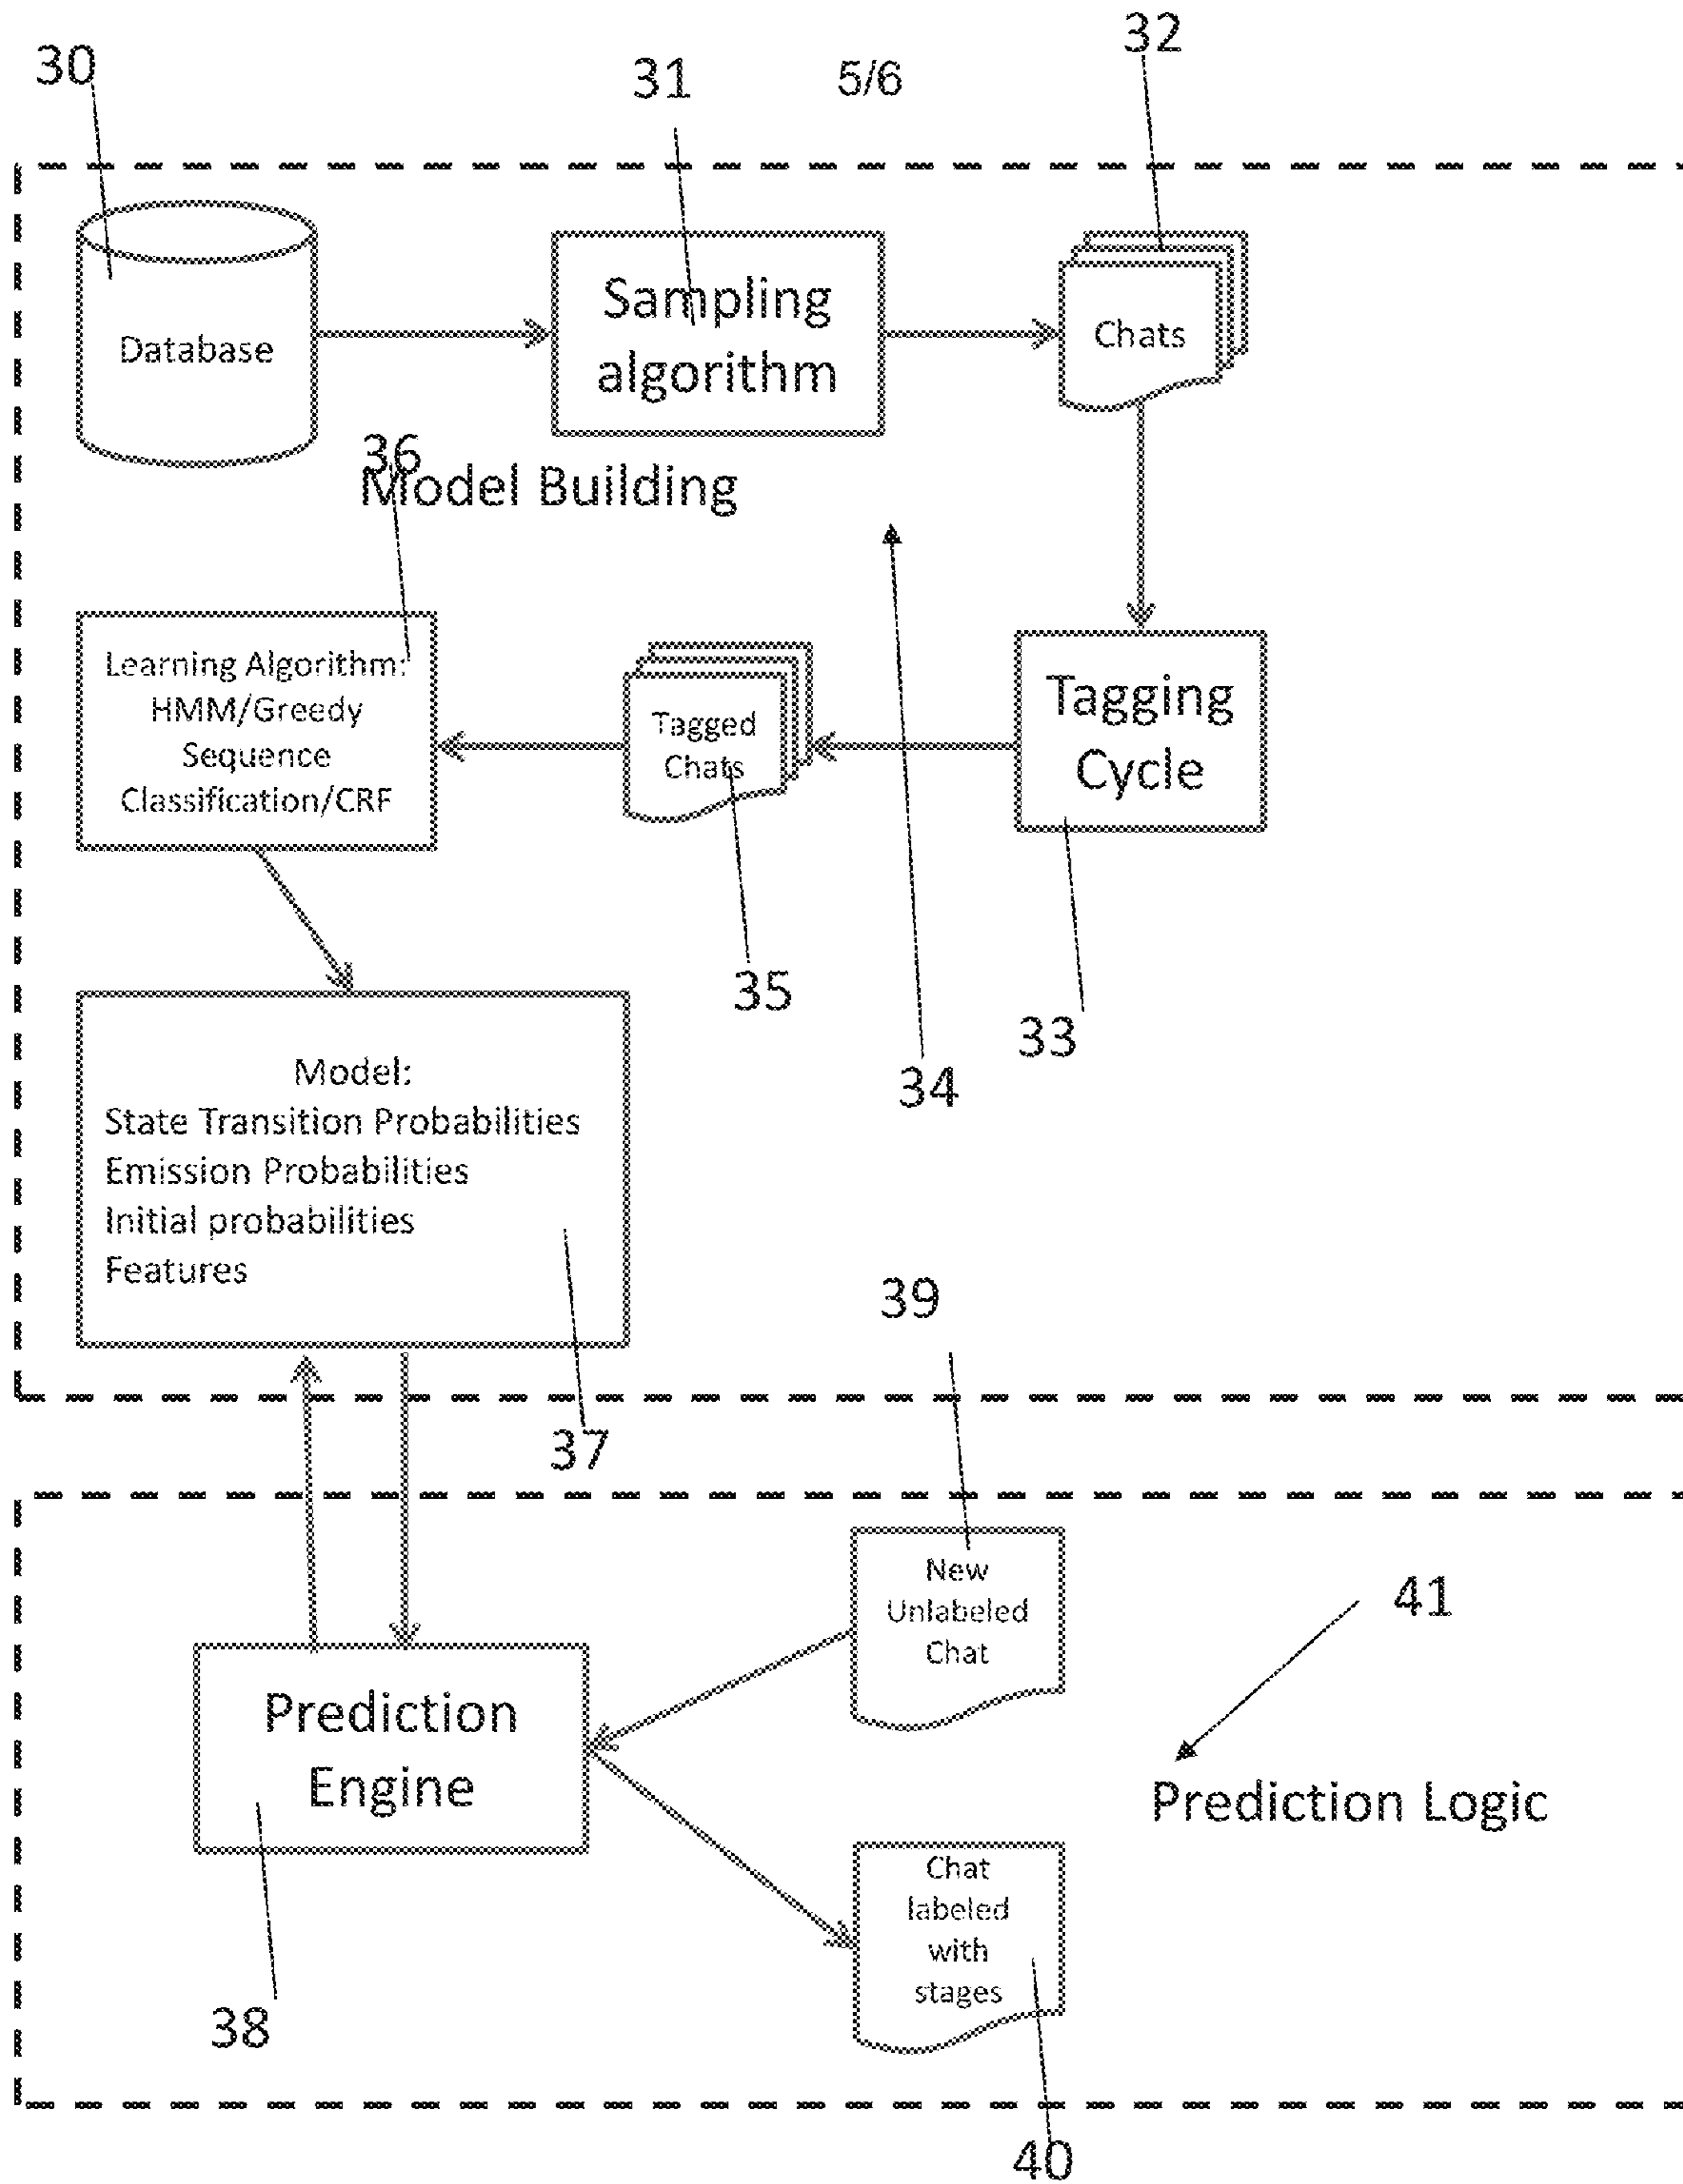 32
30
31
5/6
Database
Sampling
algorithm
Chats
36
Model Building
Learning Algorithm:
HMM/Greedy
Sequence
Classification/CRF
Tagged
Chats
Tagging
Cycle
35
33
34
Model:
State Transition Probabilities
Emission Probabilities
Initial probabilities
Features
39
37
New
Unlabeled
Chat
41
Prediction
Engine
Prediction Logic
Chat
labeled
with
stages
38
40